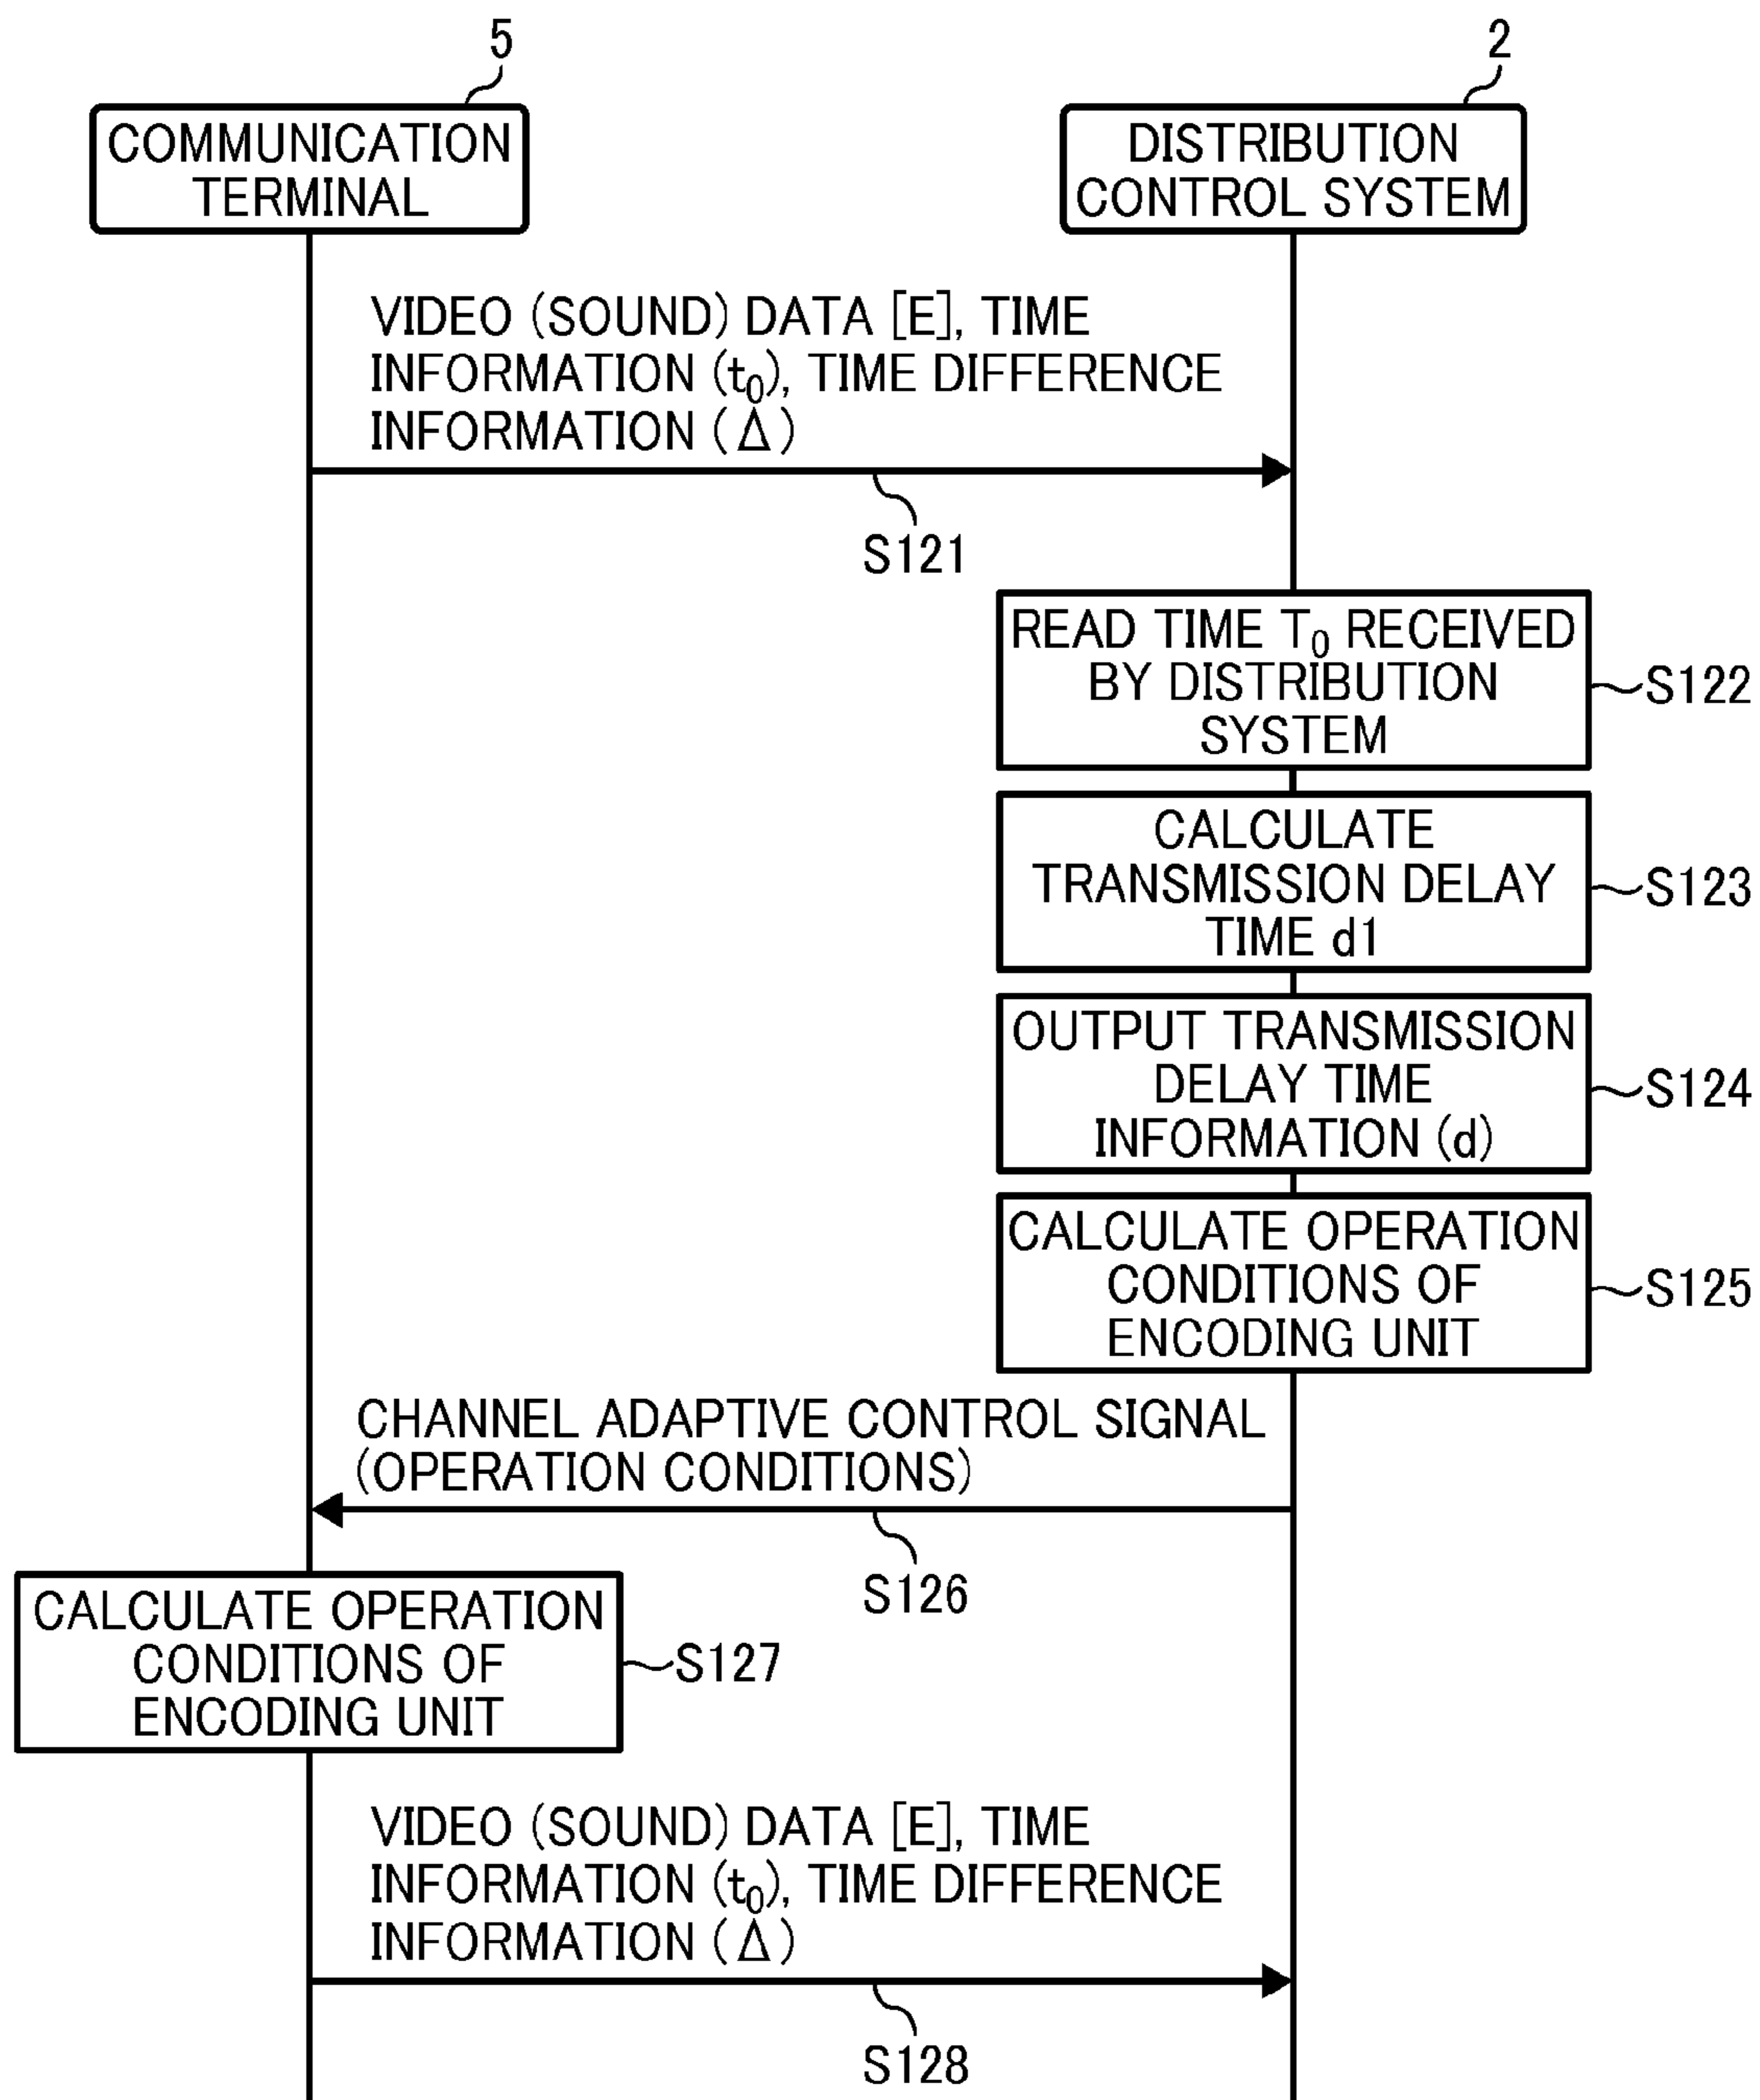 5
2
COMMUNICATION
TERMINAL
DISTRIBUTION
CONTROL SYSTEM
VIDEO (SOUND) DATA [E], TIME
INFORMATION (t₀), TIME DIFFERENCE
INFORMATION (Δ)
S121
READ TIME T₀ RECEIVED
BY DISTRIBUTION
SYSTEM
S122
CALCULATE
TRANSMISSION DELAY
TIME d1
S123
OUTPUT TRANSMISSION
DELAY TIME
INFORMATION (d)
S124
CALCULATE OPERATION
CONDITIONS OF
ENCODING UNIT
S125
CHANNEL ADAPTIVE CONTROL SIGNAL
(OPERATION CONDITIONS)
S126
CALCULATE OPERATION
CONDITIONS OF
ENCODING UNIT
S127
VIDEO (SOUND) DATA [E], TIME
INFORMATION (t₀), TIME DIFFERENCE
INFORMATION (Δ)
S128